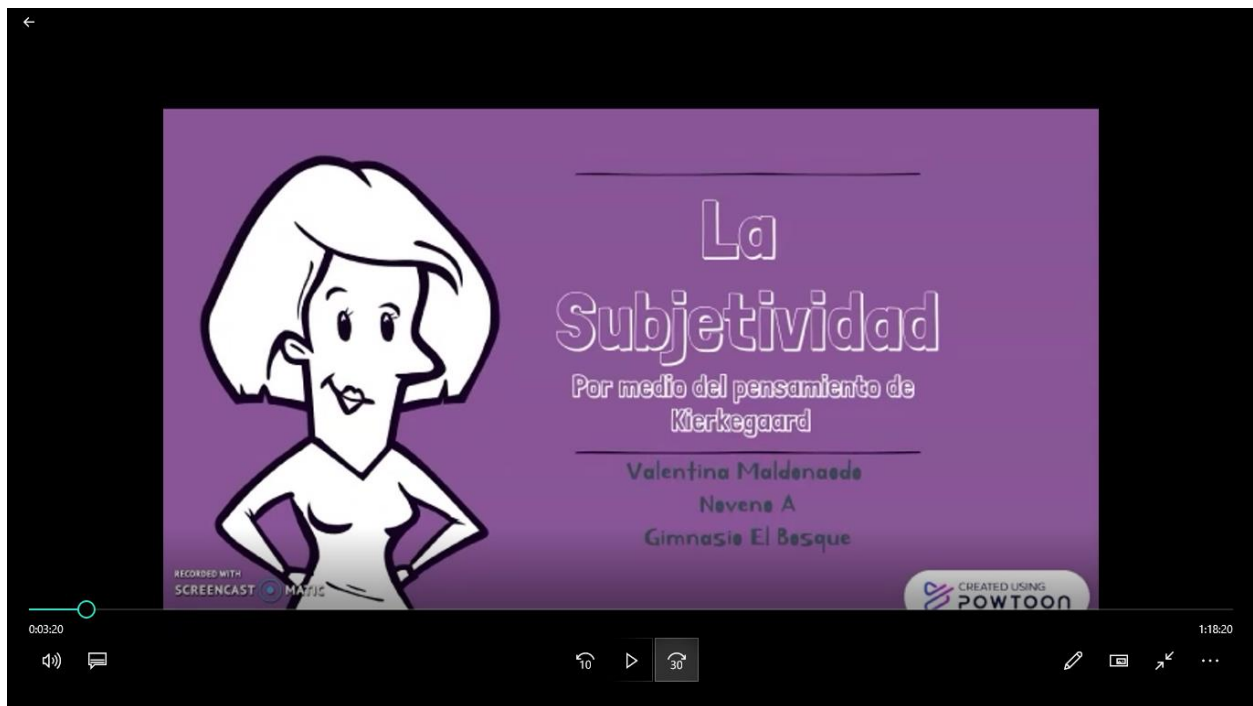 La
Subjetividad
Por medio del pensamiento de
Kierkegaard
Valentina Maldonaodo
Noveno A
Gimnasio El Bosque
RECORDED WITH
SCREENCAST MATIC
CREATED USING
POWTOON
0:03:20
1:18:20
10
30